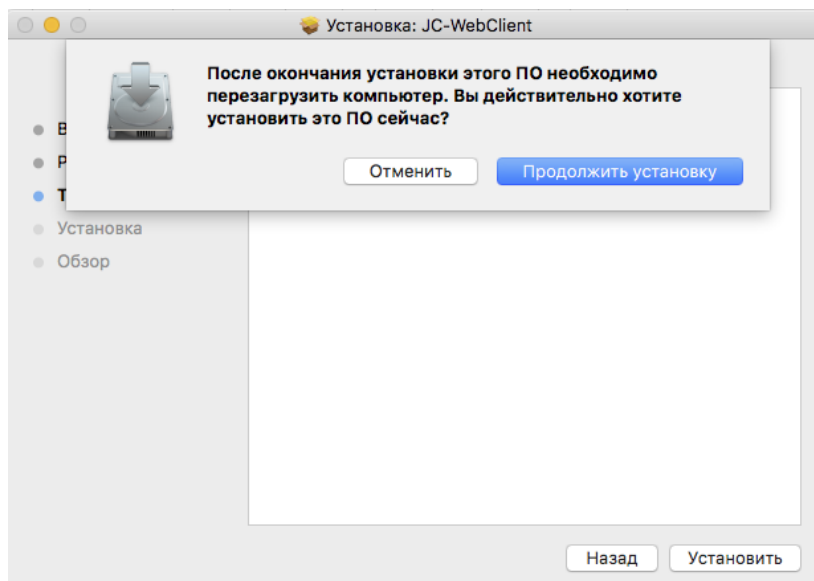 Установка: JC-WebClient
После окончания установки этого ПО необходимо
перезагрузить компьютер. Вы действительно хотите
установить это ПО сейчас?
Отменить
Продолжить установку
Установка
Обзор
Назад
Установить